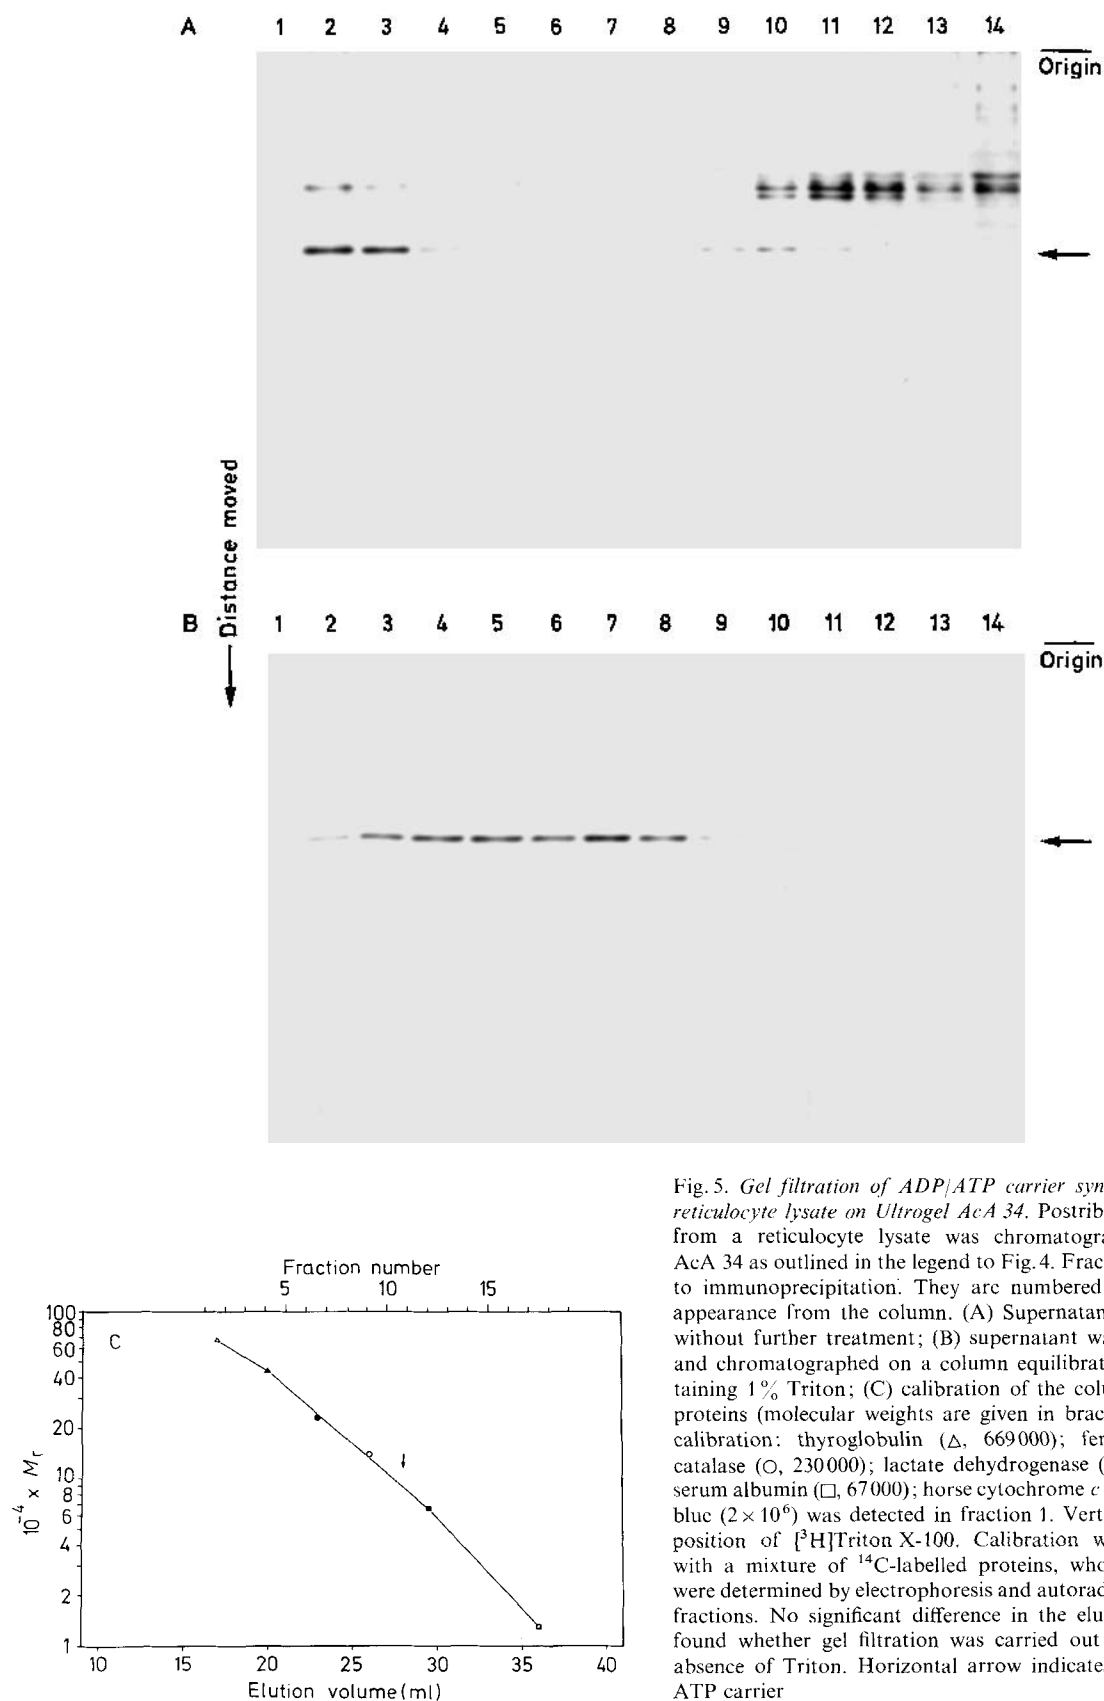 A 1 2 3 4 5 6 7 8 9 10 11 12 13 14
Origin
Distance moved
B 1 2 3 4 5 6 7 8 9 10 11 12 13 14
Origin
Fig. 5. Gel filtration of ADP/ATP carrier syn
reticulocyte lysate on Ultrogel AcA 34. Postrib
from a reticulocyte lysate was chromatogra
AcA 34 as outlined in the legend to Fig. 4. Frac
to immunoprecipitation. They are numbered
appearance from the column. (A) Supernatan
without further treatment; (B) supernatant wa
and chromatographed on a column equilibrat
taining 1% Triton; (C) calibration of the colu
proteins (molecular weights are given in brac
calibration: thyroglobulin (△, 669000); fer
catalase (○, 230000); lactate dehydrogenase (
serum albumin (□, 67000); horse cytochrome c
blue (2 × 10⁶) was detected in fraction 1. Vert
position of [³H]Triton X-100. Calibration w
with a mixture of ¹⁴C-labelled proteins, who
were determined by electrophoresis and autorad
fractions. No significant difference in the elu
found whether gel filtration was carried out
absence of Triton. Horizontal arrow indicate
ATP carrier
Fraction number
5 10 15
C
10⁻⁴ × Mᵣ
100
80
60
40
20
10
8
6
4
2
1
10 15 20 25 30 35 40
Elution volume (ml)